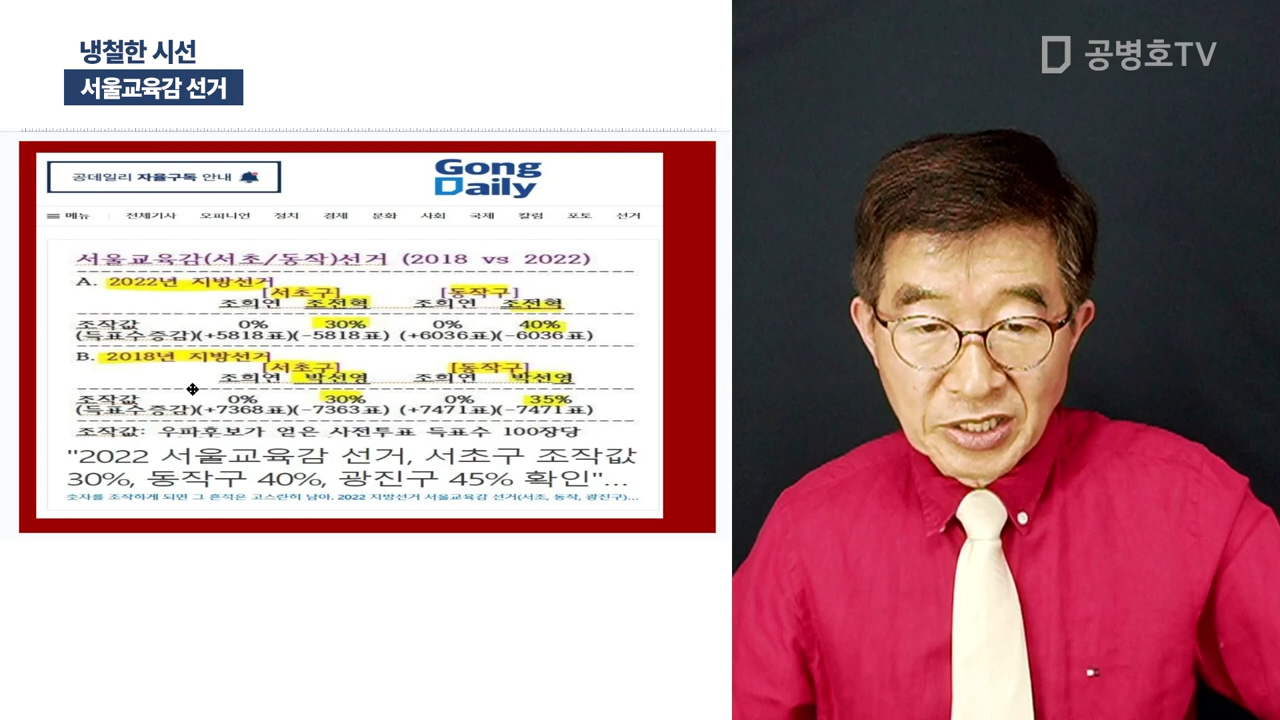 냉철한 시선
서울교육감 선거
공병호TV
공데일리 자율구독 안내
Gong
Daily
메뉴 전체기사 오피니언 정치 경제 문화 사회 국제 칼럼 포토 선거
서울교육감(서초/동작)선거 (2018 vs 2022)
A. 2022년 지방선거
[서초구] [동작구]
조희연 조전혁 조희연 조전혁
조작값 0% 30% 0% 40%
(득표수증감)(+5818표)(-5818표) (+6036표)(-6036표)
B. 2018년 지방선거
[서초구] [동작구]
조희연 박선영 조희연 박선영
조작값 0% 30% 0% 35%
(득표수증감)(+7368표)(-7363표) (+7471표)(-7471표)
조작값: 우파후보가 얻은 사전투표 득표수 100장당
"2022 서울교육감 선거, 서초구 조작값
30%, 동작구 40%, 광진구 45% 확인"...
숫자를 조작하게 되면 그 흔적은 고스란히 남아. 2022 지방선거 서울교육감 선거(서초, 동작, 광진구)...